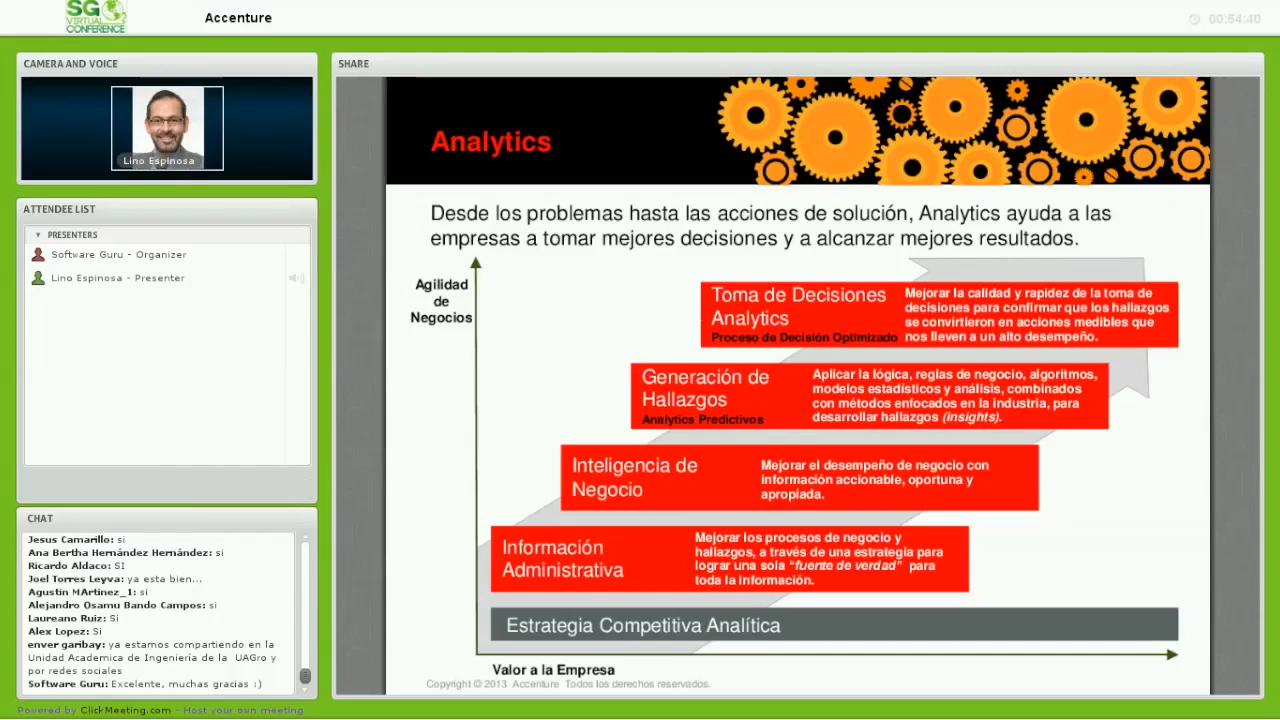 SG
VIRTUAL
CONFERENCE
Accenture
00:54:40
CAMERA AND VOICE
Lino Espinosa
ATTENDEE LIST
PRESENTERS
Software Guru - Organizer
Lino Espinosa - Presenter
CHAT
Jesus Camarillo: si
Ana Bertha Hernández Hernández: si
Ricardo Aldaco: SI
Joel Torres Leyva: ya esta bien...
Agustin MArtinez_1: si
Alejandro Osamu Bando Campos: si
Laureano Ruiz: Si
Alex Lopez: Si
enver garibay: ya estamos compartiendo en la
Unidad Academica de Ingeniería de la UAGro y
por redes sociales
Software Guru: Excelente, muchas gracias :)
Powered by ClickMeeting.com - Host your own meeting
SHARE
Analytics
Desde los problemas hasta las acciones de solución, Analytics ayuda a las
empresas a tomar mejores decisiones y a alcanzar mejores resultados.
Agilidad
de
Negocios
Toma de Decisiones
Analytics
Proceso de Decisión Optimizado
Mejorar la calidad y rapidez de la toma de
decisiones para confirmar que los hallazgos
se convirtieron en acciones medibles que
nos lleven a un alto desempeño.
Generación de
Hallazgos
Analytics Predictivos
Aplicar la lógica, reglas de negocio, algoritmos,
modelos estadísticos y análisis, combinados
con métodos enfocados en la industria, para
desarrollar hallazgos (insights).
Inteligencia de
Negocio
Mejorar el desempeño de negocio con
información accionable, oportuna y
apropiada.
Información
Administrativa
Mejorar los procesos de negocio y
hallazgos, a través de una estrategia para
lograr una sola “fuente de verdad” para
toda la información.
Estrategia Competitiva Analítica
Valor a la Empresa
Copyright © 2013 Accenture Todos los derechos reservados.